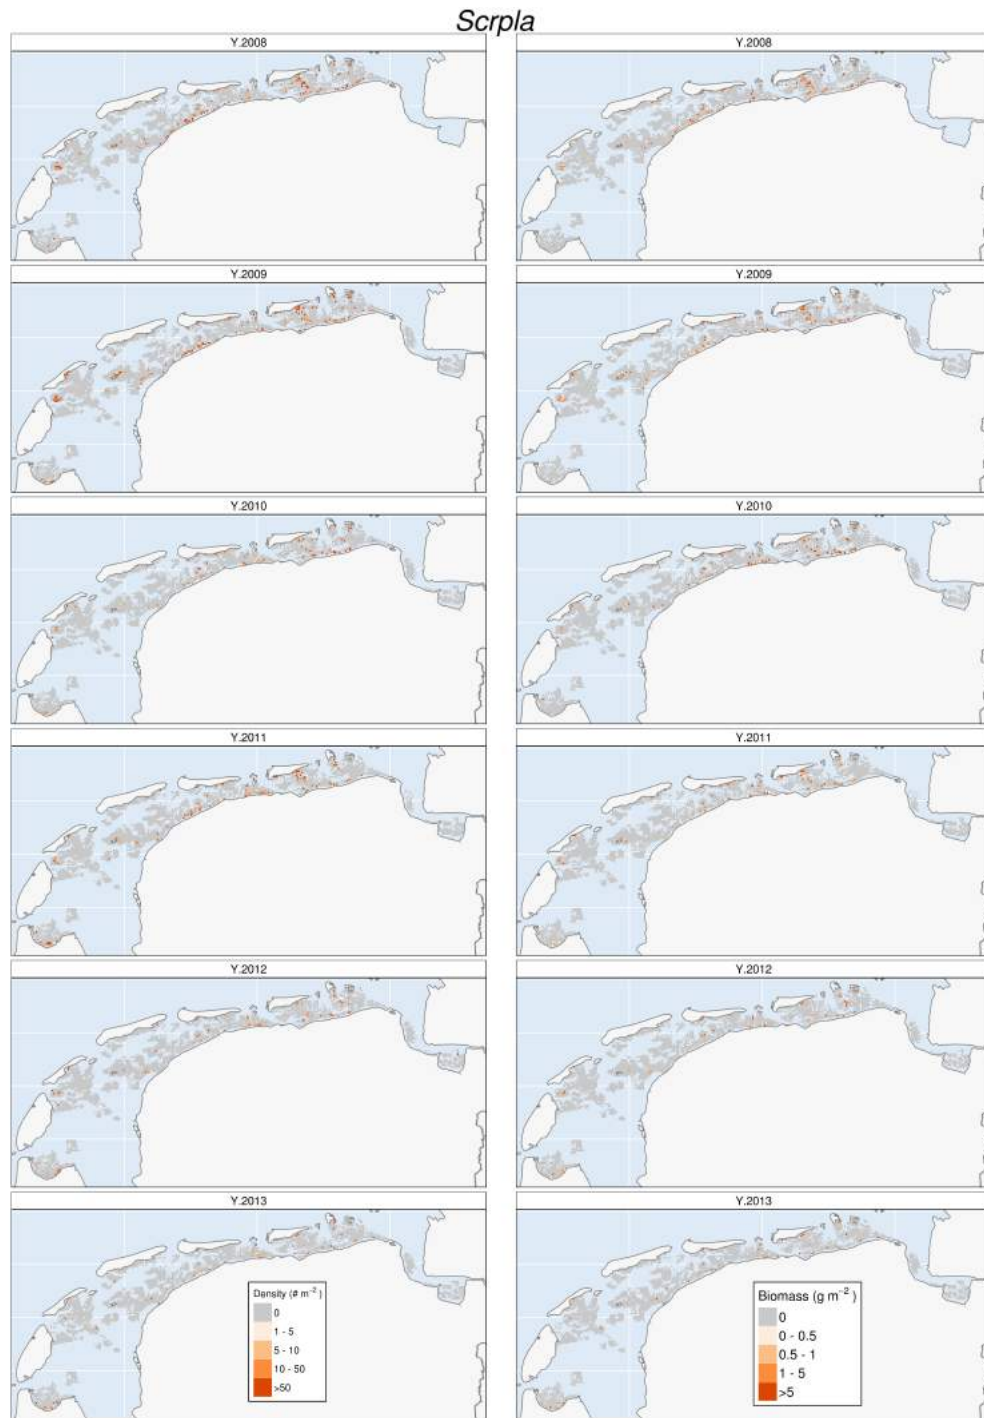 Scrpla
Y.2008
Y.2008
Y.2009
Y.2009
Y.2010
Y.2010
Y.2011
Y.2011
Y.2012
Y.2012
Y.2013
Y.2013
Density (# m⁻²)
0
1 - 5
5 - 10
10 - 50
>50
Biomass (g m⁻²)
0
0 - 0.5
0.5 - 1
1 - 5
>5